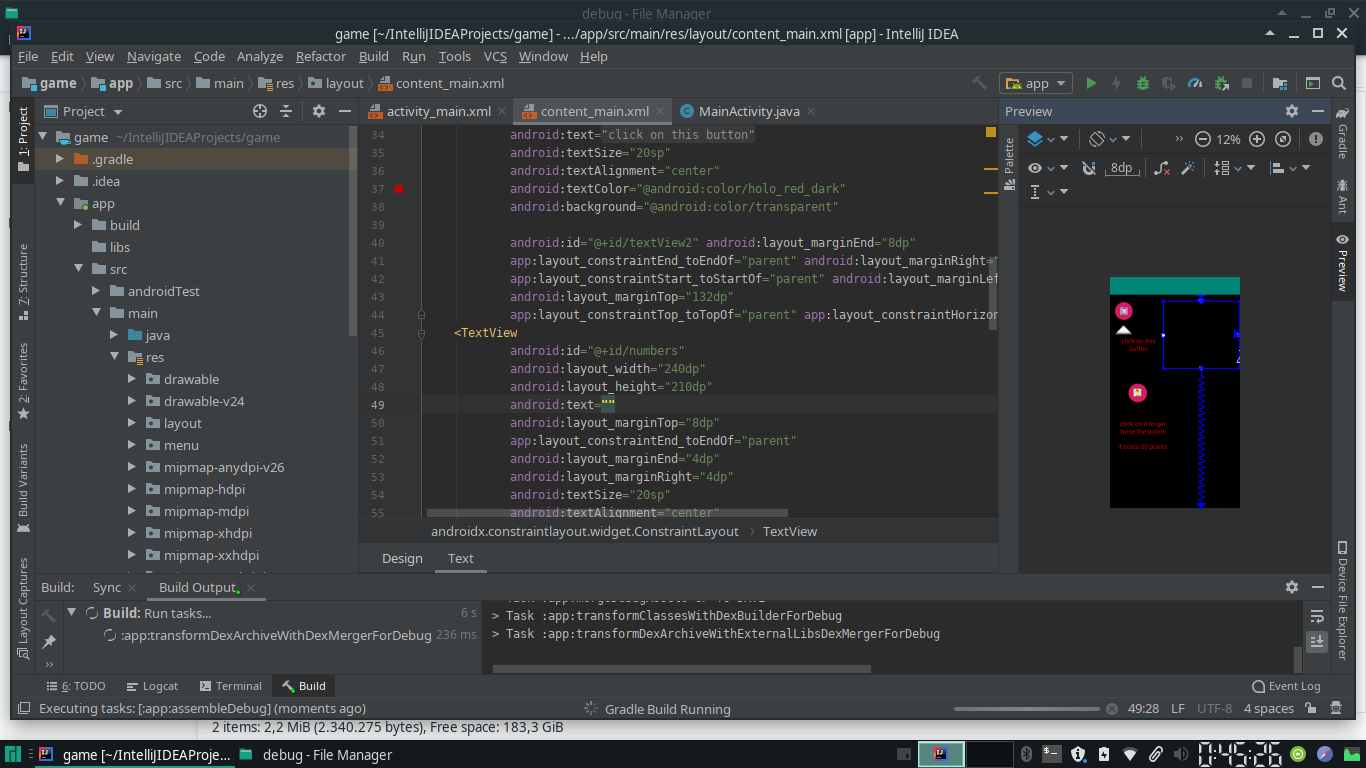 debug - File Manager
game [~/IntelliJIDEAProjects/game] - .../app/src/main/res/layout/content_main.xml [app] - IntelliJ IDEA
File Edit View Navigate Code Analyze Refactor Build Run Tools VCS Window Help
game app src main res layout content_main.xml
app
Project
activity_main.xml content_main.xml MainActivity.java
Preview
1: Project
7: Structure
2: Favorites
Build Variants
Layout Captures
game ~/IntelliJIDEAProjects/game
.gradle
.idea
app
build
libs
src
androidTest
main
java
res
drawable
drawable-v24
layout
menu
mipmap-anydpi-v26
mipmap-hdpi
mipmap-mdpi
mipmap-xhdpi
mipmap-xxhdpi
34 android:text="click on this button"
35 android:textSize="20sp"
36 android:textAlignment="center"
37 android:textColor="@android:color/holo_red_dark"
38 android:background="@android:color/transparent"
39
40 android:id="@+id/textView2" android:layout_marginEnd="8dp"
41 app:layout_constraintEnd_toEndOf="parent" android:layout_marginRight="
42 app:layout_constraintStart_toStartOf="parent" android:layout_marginLef
43 android:layout_marginTop="132dp"
44 app:layout_constraintTop_toTopOf="parent" app:layout_constraintHorizon
45 <TextView
46 android:id="@+id/numbers"
47 android:layout_width="240dp"
48 android:layout_height="210dp"
49 android:text=""
50 android:layout_marginTop="8dp"
51 app:layout_constraintEnd_toEndOf="parent"
52 android:layout_marginEnd="4dp"
53 android:layout_marginRight="4dp"
54 android:textSize="20sp"
55 android:textAlignment="center"
androidx.constraintlayout.widget.ConstraintLayout TextView
Design Text
Palette
12%
8dp
click on this
button
click on it to get
twice the points
it costs 50 points
Gradle
Ant
Preview
Device File Explorer
Build: Sync Build Output
Build: Run tasks... 6 s
:app:transformDexArchiveWithDexMergerForDebug 236 ms
> Task :app:transformClassesWithDexBuilderForDebug
> Task :app:transformDexArchiveWithExternalLibsDexMergerForDebug
6: TODO Logcat Terminal Build Event Log
Executing tasks: [:app:assembleDebug] (moments ago) Gradle Build Running 49:28 LF UTF-8 4 spaces
2 items: 2,2 MiB (2.340.275 bytes), Free space: 183,3 GiB
game [~/IntelliJIDEAProje... debug - File Manager 0:45:26